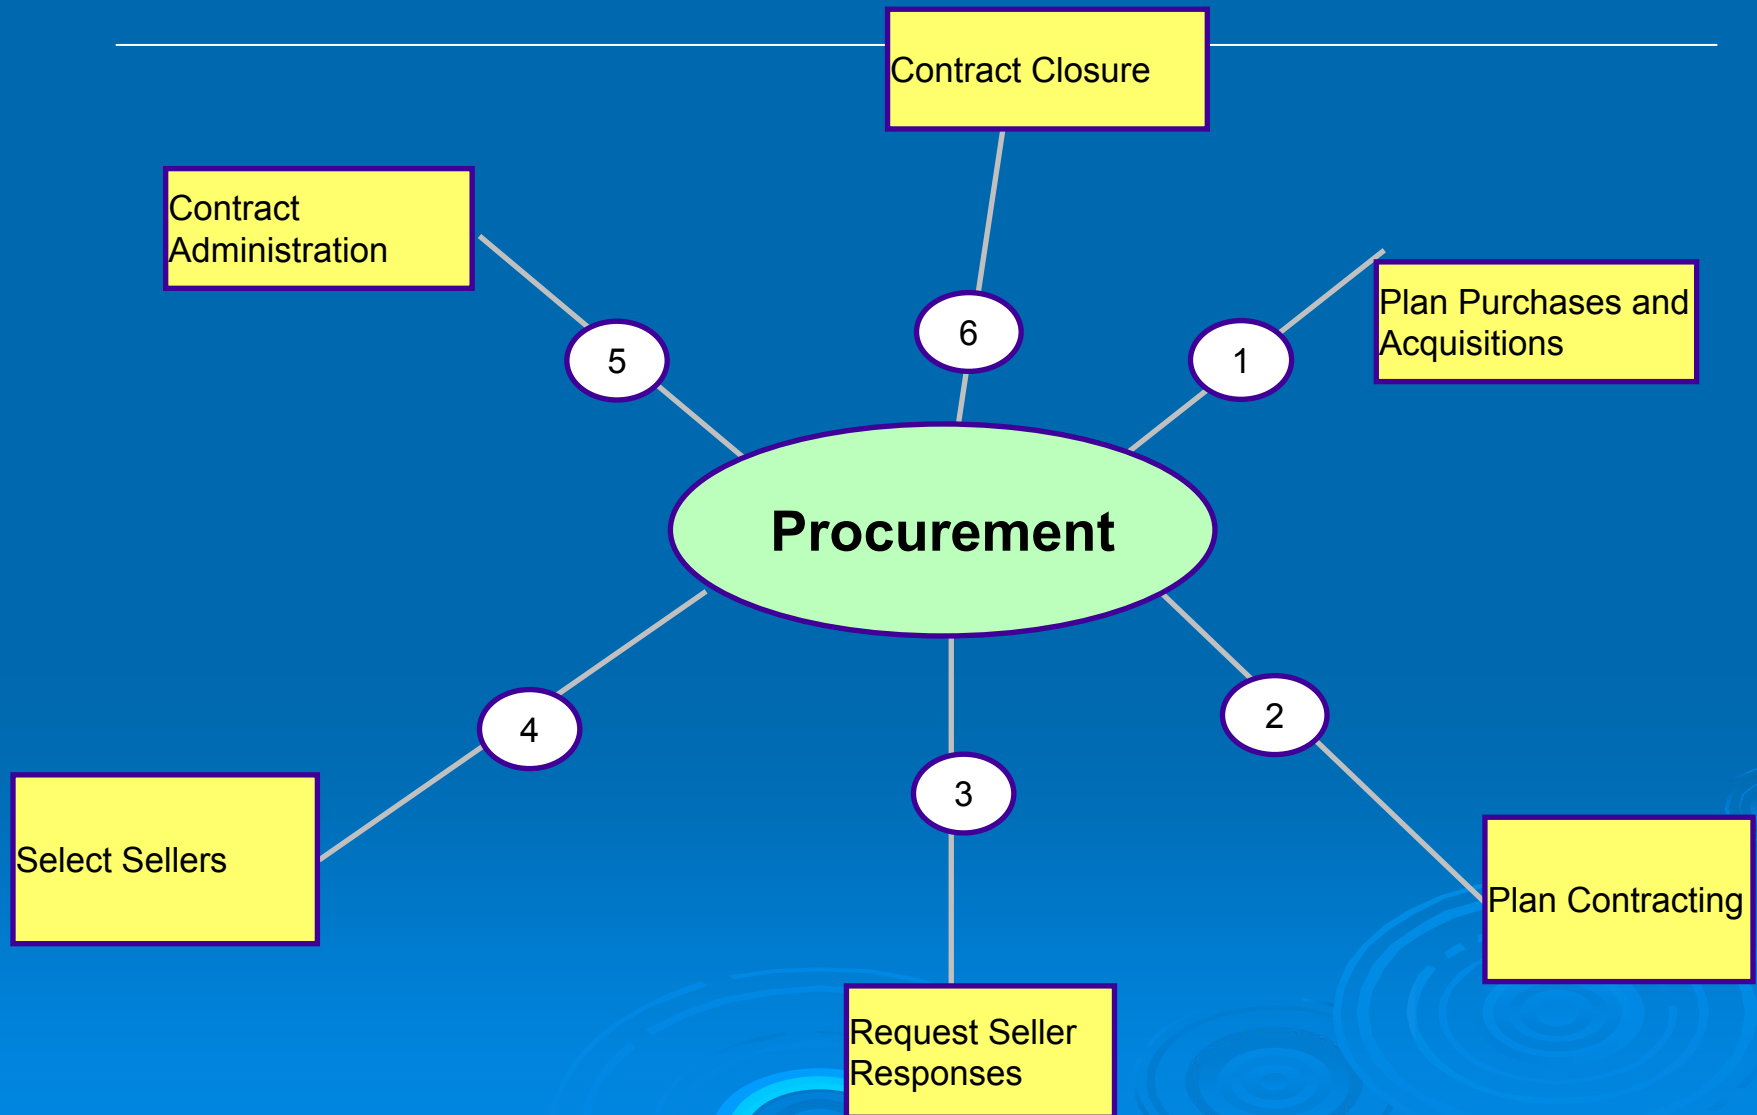 Contract Closure
Contract
Administration
Plan Purchases and
Acquisitions
6
5
1
Procurement
4
2
3
Select Sellers
Plan Contracting
Request Seller
Responses